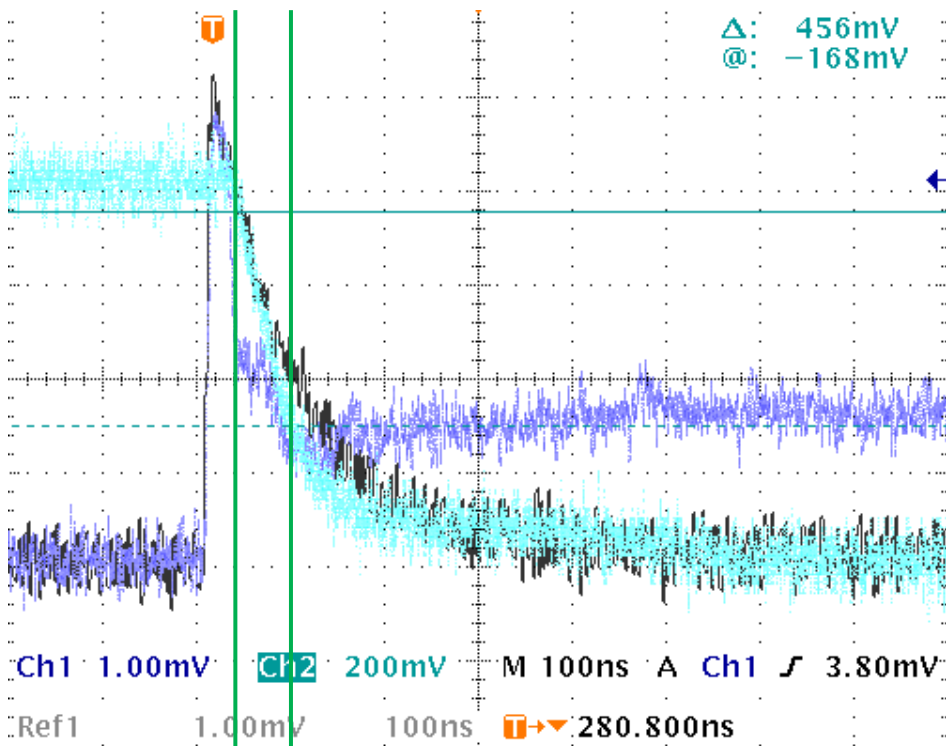 T
Δ: 456mV
@: −168mV
Ch1 1.00mV Ch2 200mV M 100ns A Ch1 ʃ 3.80mV
Ref1 1.00mV 100ns T→▼ 280.800ns